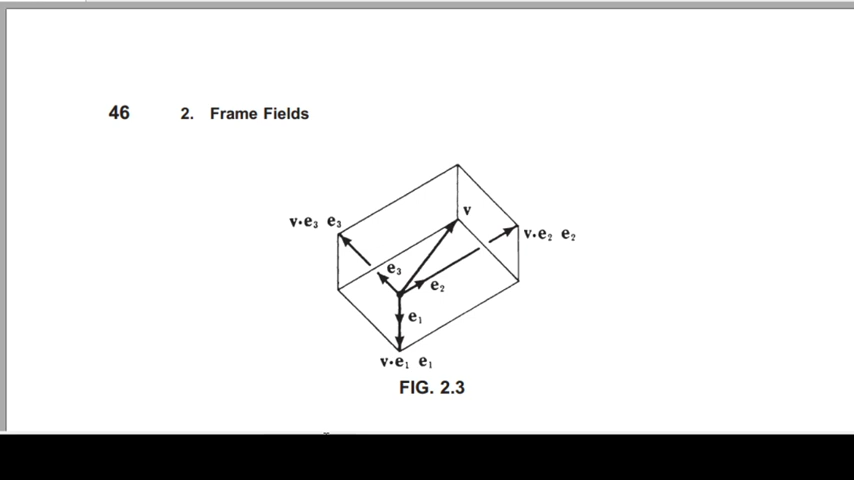 46 2. Frame Fields
v•e₃ e₃
v
v•e₂ e₂
e₃
e₂
e₁
v•e₁ e₁
FIG. 2.3